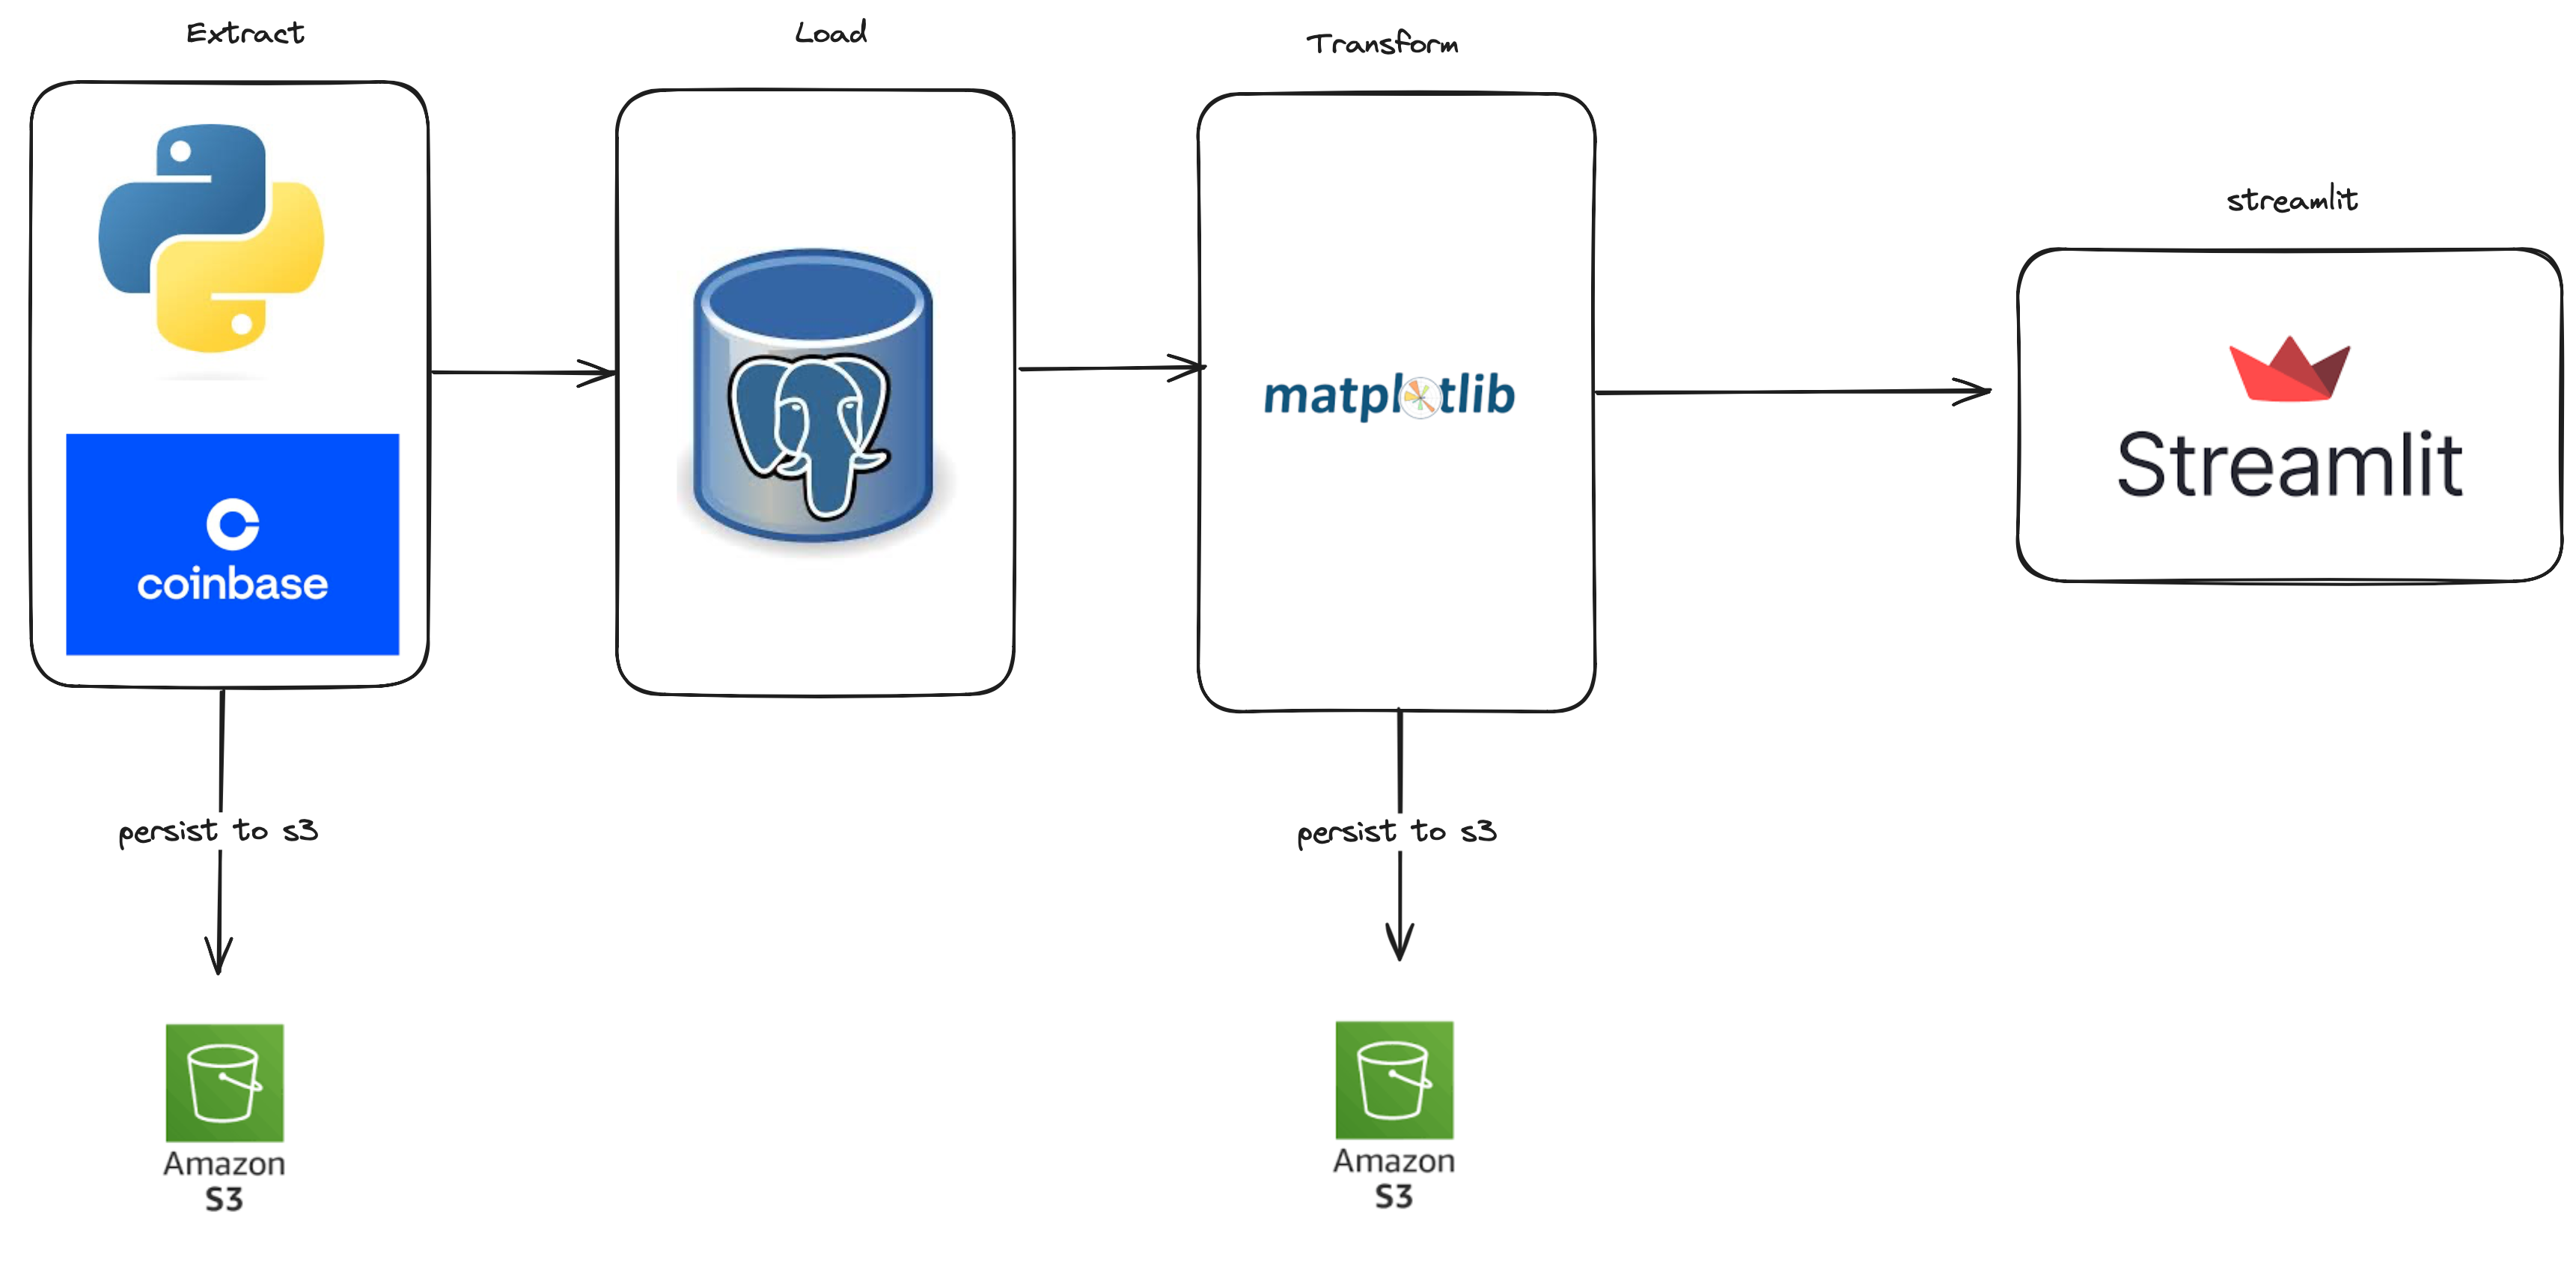 Extract
Load
Transform
streamlit
matplotlib
Streamlit
coinbase
persist to s3
persist to s3
Amazon
S3
Amazon
S3